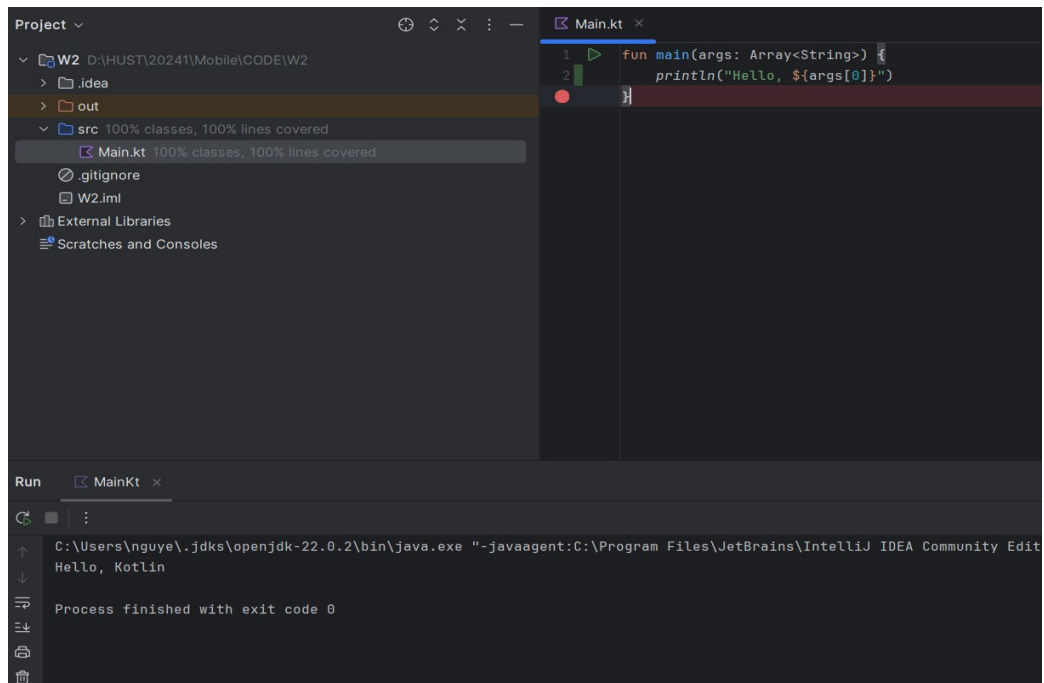 Project
W2 D:\HUST\20241\Mobile\CODE\W2
.idea
out
src 100% classes, 100% lines covered
Main.kt 100% classes, 100% lines covered
.gitignore
W2.iml
External Libraries
Scratches and Consoles
Main.kt
1 fun main(args: Array<String>) {
2 println("Hello, ${args[0]}")
}
Run MainKt
C:\Users\nguye\.jdks\openjdk-22.0.2\bin\java.exe "-javaagent:C:\Program Files\JetBrains\IntelliJ IDEA Community Edit
Hello, Kotlin
Process finished with exit code 0